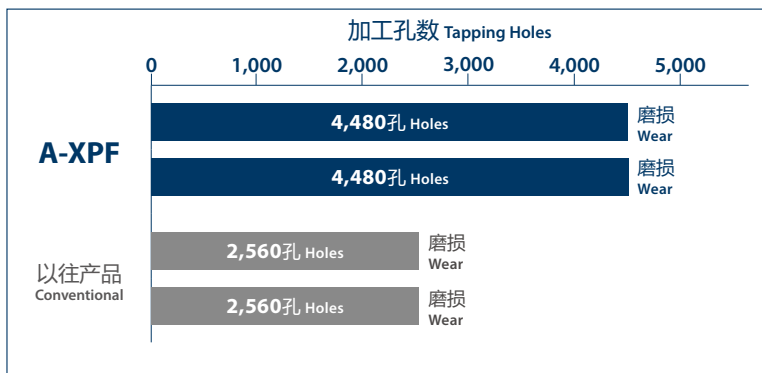 加工孔数 Tapping Holes
0 1,000 2,000 3,000 4,000 5,000
A-XPF
4,480孔 Holes
磨损
Wear
4,480孔 Holes
磨损
Wear
以往产品
Conventional
2,560孔 Holes
磨损
Wear
2,560孔 Holes
磨损
Wear